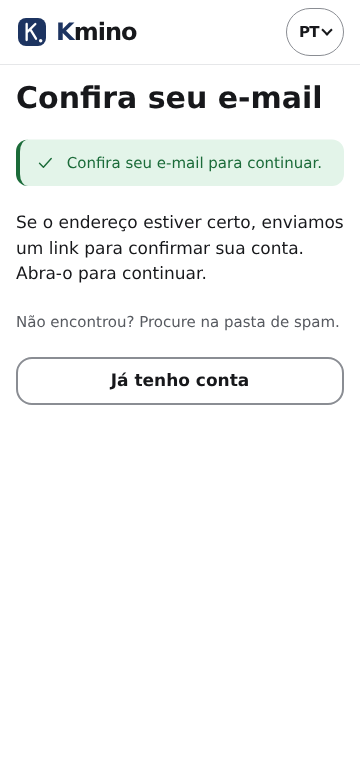 K. Kmino
PT
Confira seu e-mail
Confira seu e-mail para continuar.
Se o endereço estiver certo, enviamos
um link para confirmar sua conta.
Abra-o para continuar.
Não encontrou? Procure na pasta de spam.
Já tenho conta